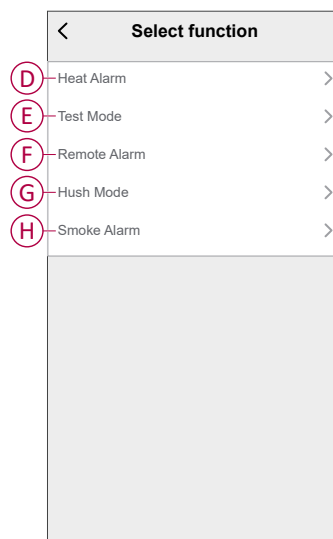 Select function
D Heat Alarm
E Test Mode
F Remote Alarm
G Hush Mode
H Smoke Alarm